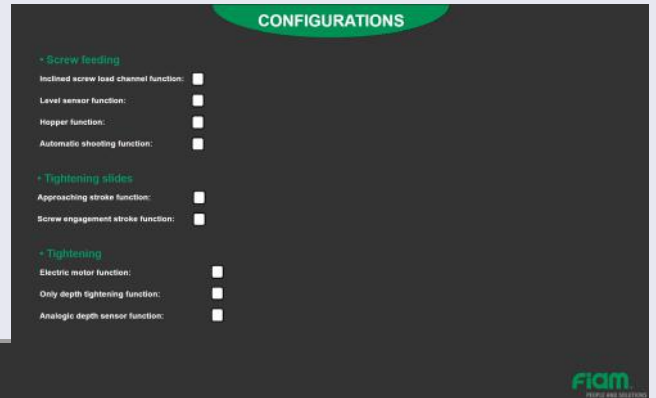 CONFIGURATIONS
• Screw feeding
Inclined screw load channel function:
Level sensor function:
Hopper function:
Automatic shooting function:
• Tightening slides
Approaching stroke function:
Screw engagement stroke function:
• Tightening
Electric motor function:
Only depth tightening function:
Analogic depth sensor function:
Fiam.
PEOPLE AND SOLUTIONS